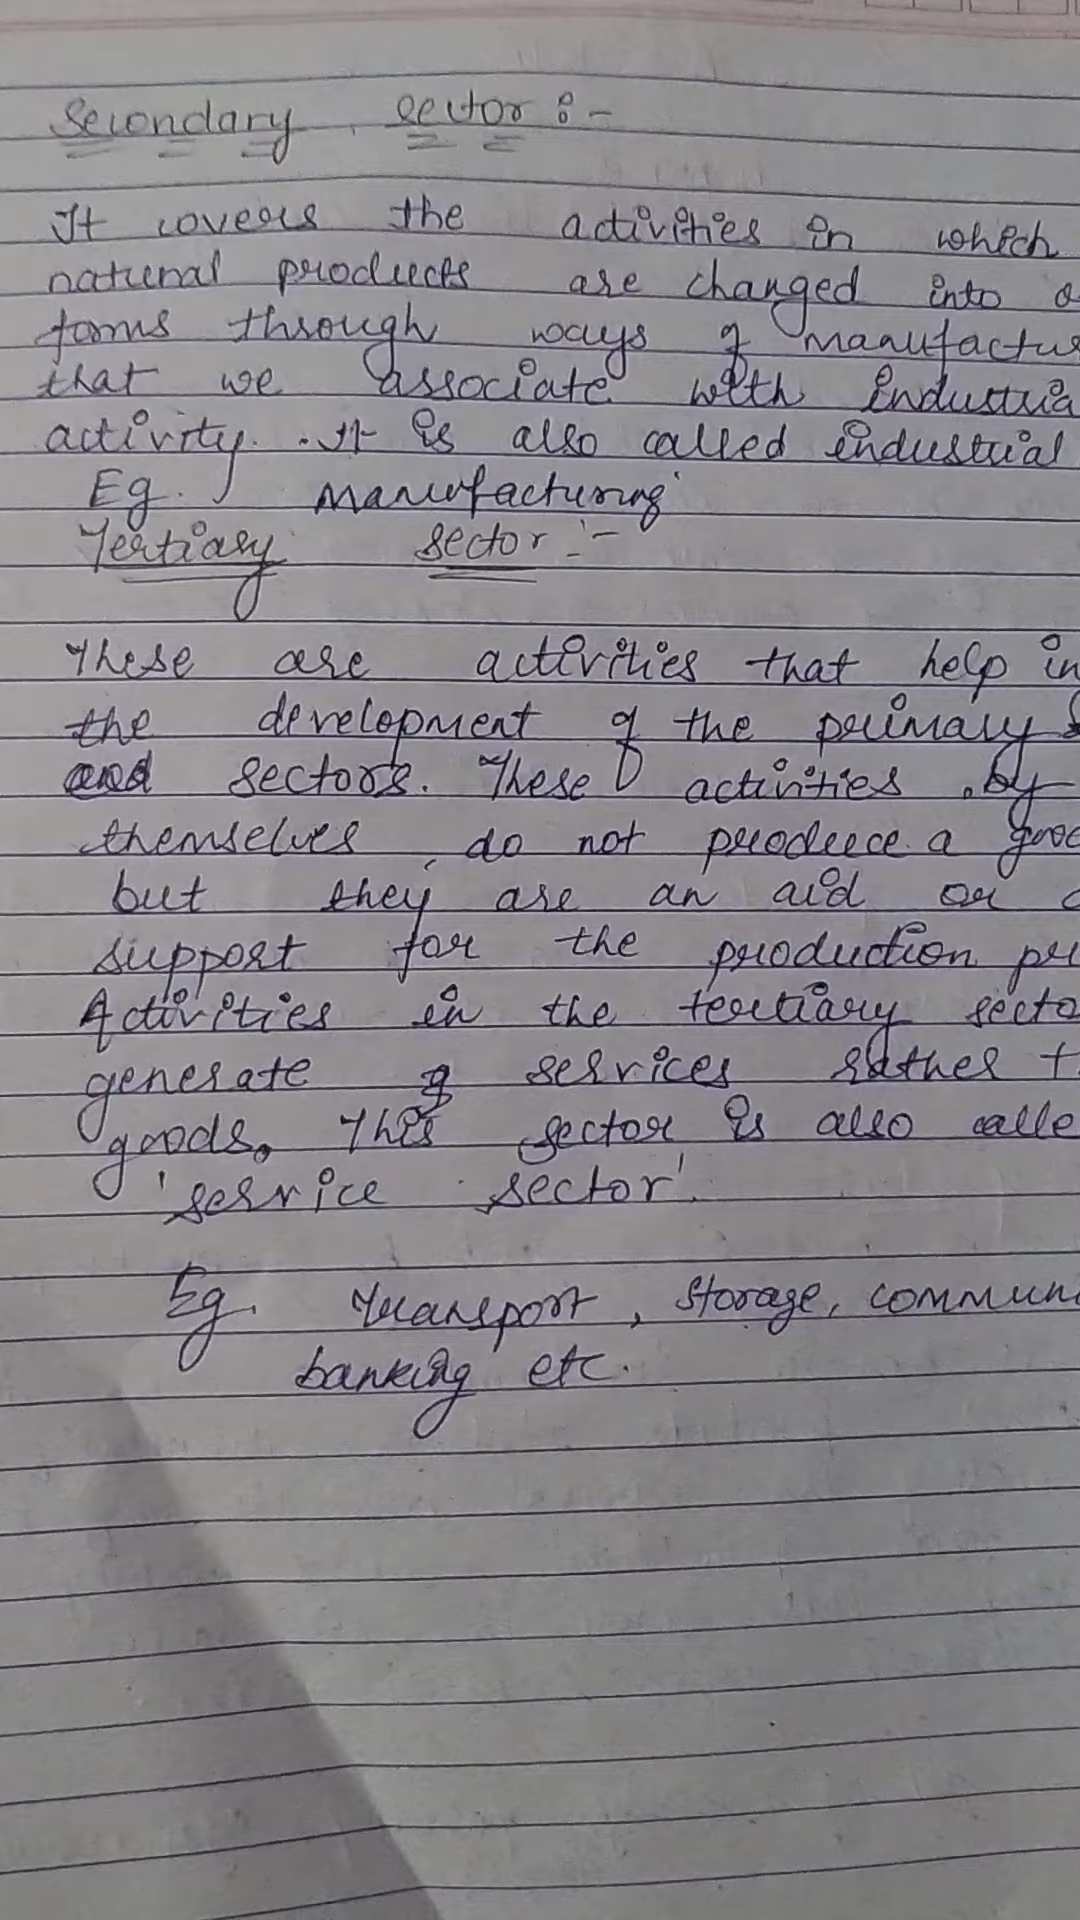 Secondary sector :-
It covers the activities in which
natural products are changed into
forms through ways of manufactu
that we associate with industria
activity. It is also called industrial
Eg. Manufacturing
Tertiary sector :-
These are activities that help in
the development of the primary
and sectors. These activities, by
themselves, do not produce a goo
but they are an aid or
support for the production
Activities in the tertiary secto
generate services rather t
goods. This sector is also calle
'service sector'.
Eg. Transport, storage, communi
banking etc.